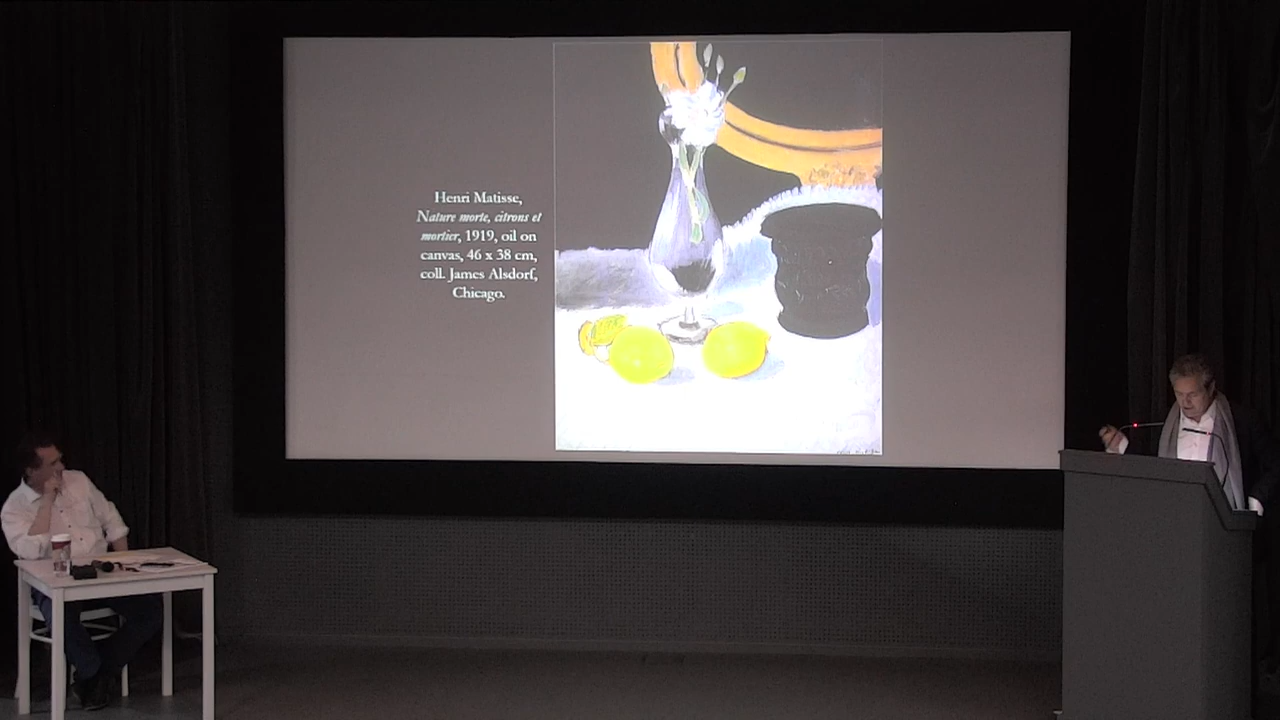 Henri Matisse,
Nature morte, citrons et
mortier, 1919, oil on
canvas, 46 x 38 cm,
coll. James Alsdorf,
Chicago.